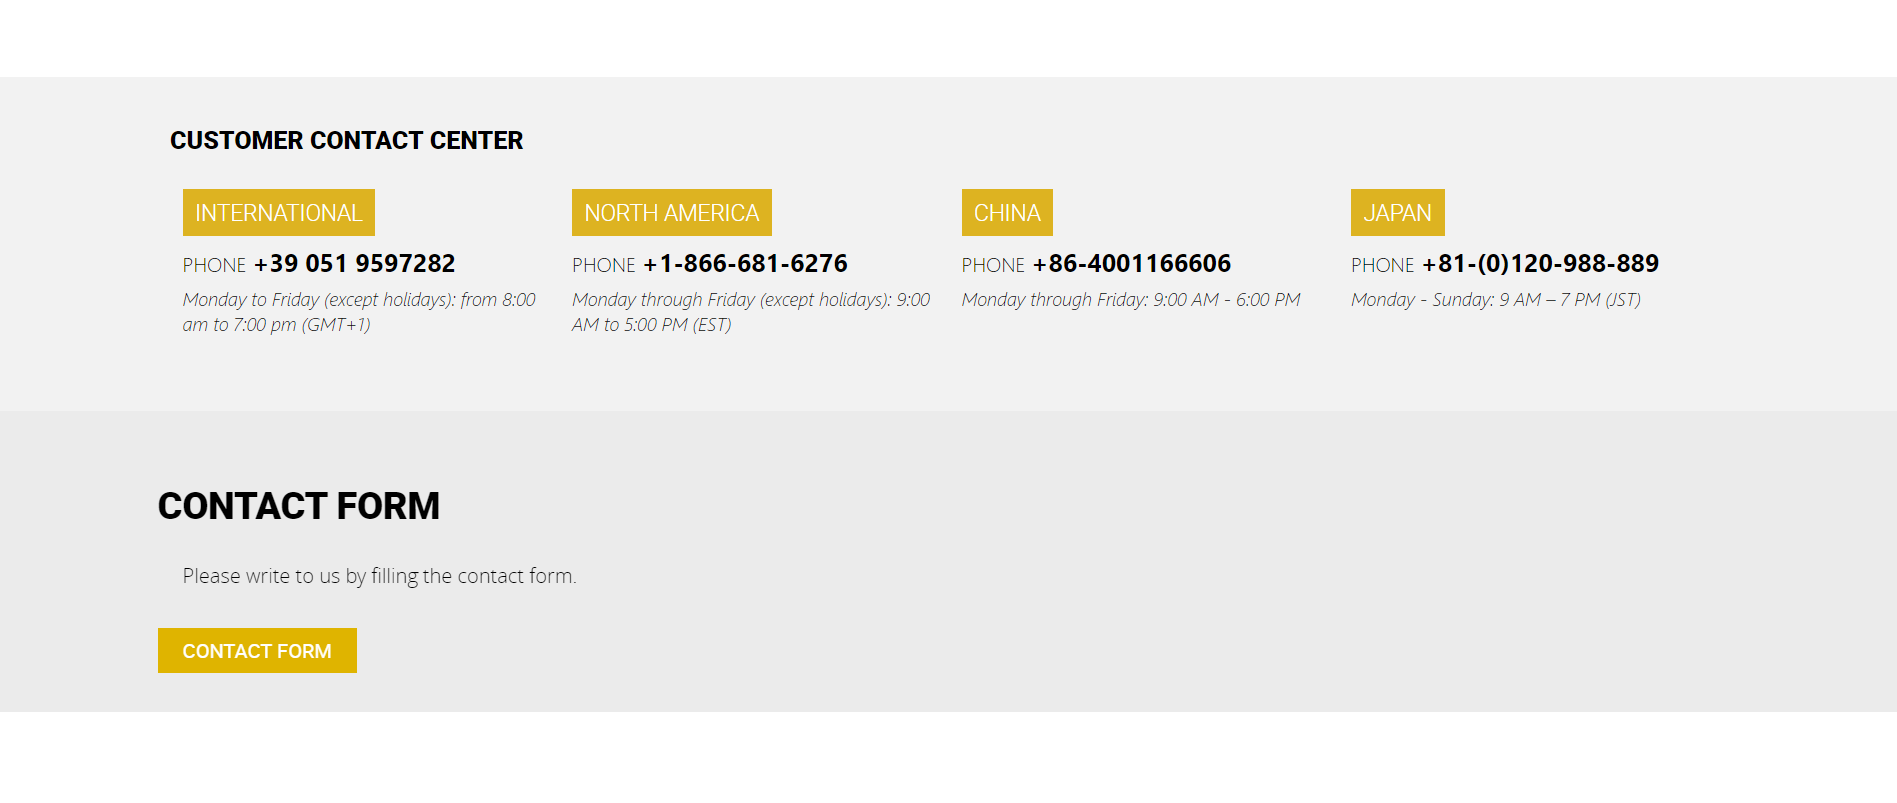 CUSTOMER CONTACT CENTER
INTERNATIONAL
PHONE +39 051 9597282
Monday to Friday (except holidays): from 8:00
am to 7:00 pm (GMT+1)
NORTH AMERICA
PHONE +1-866-681-6276
Monday through Friday (except holidays): 9:00
AM to 5:00 PM (EST)
CHINA
PHONE +86-4001166606
Monday through Friday: 9:00 AM - 6:00 PM
JAPAN
PHONE +81-(0)120-988-889
Monday - Sunday: 9 AM – 7 PM (JST)
CONTACT FORM
Please write to us by filling the contact form.
CONTACT FORM